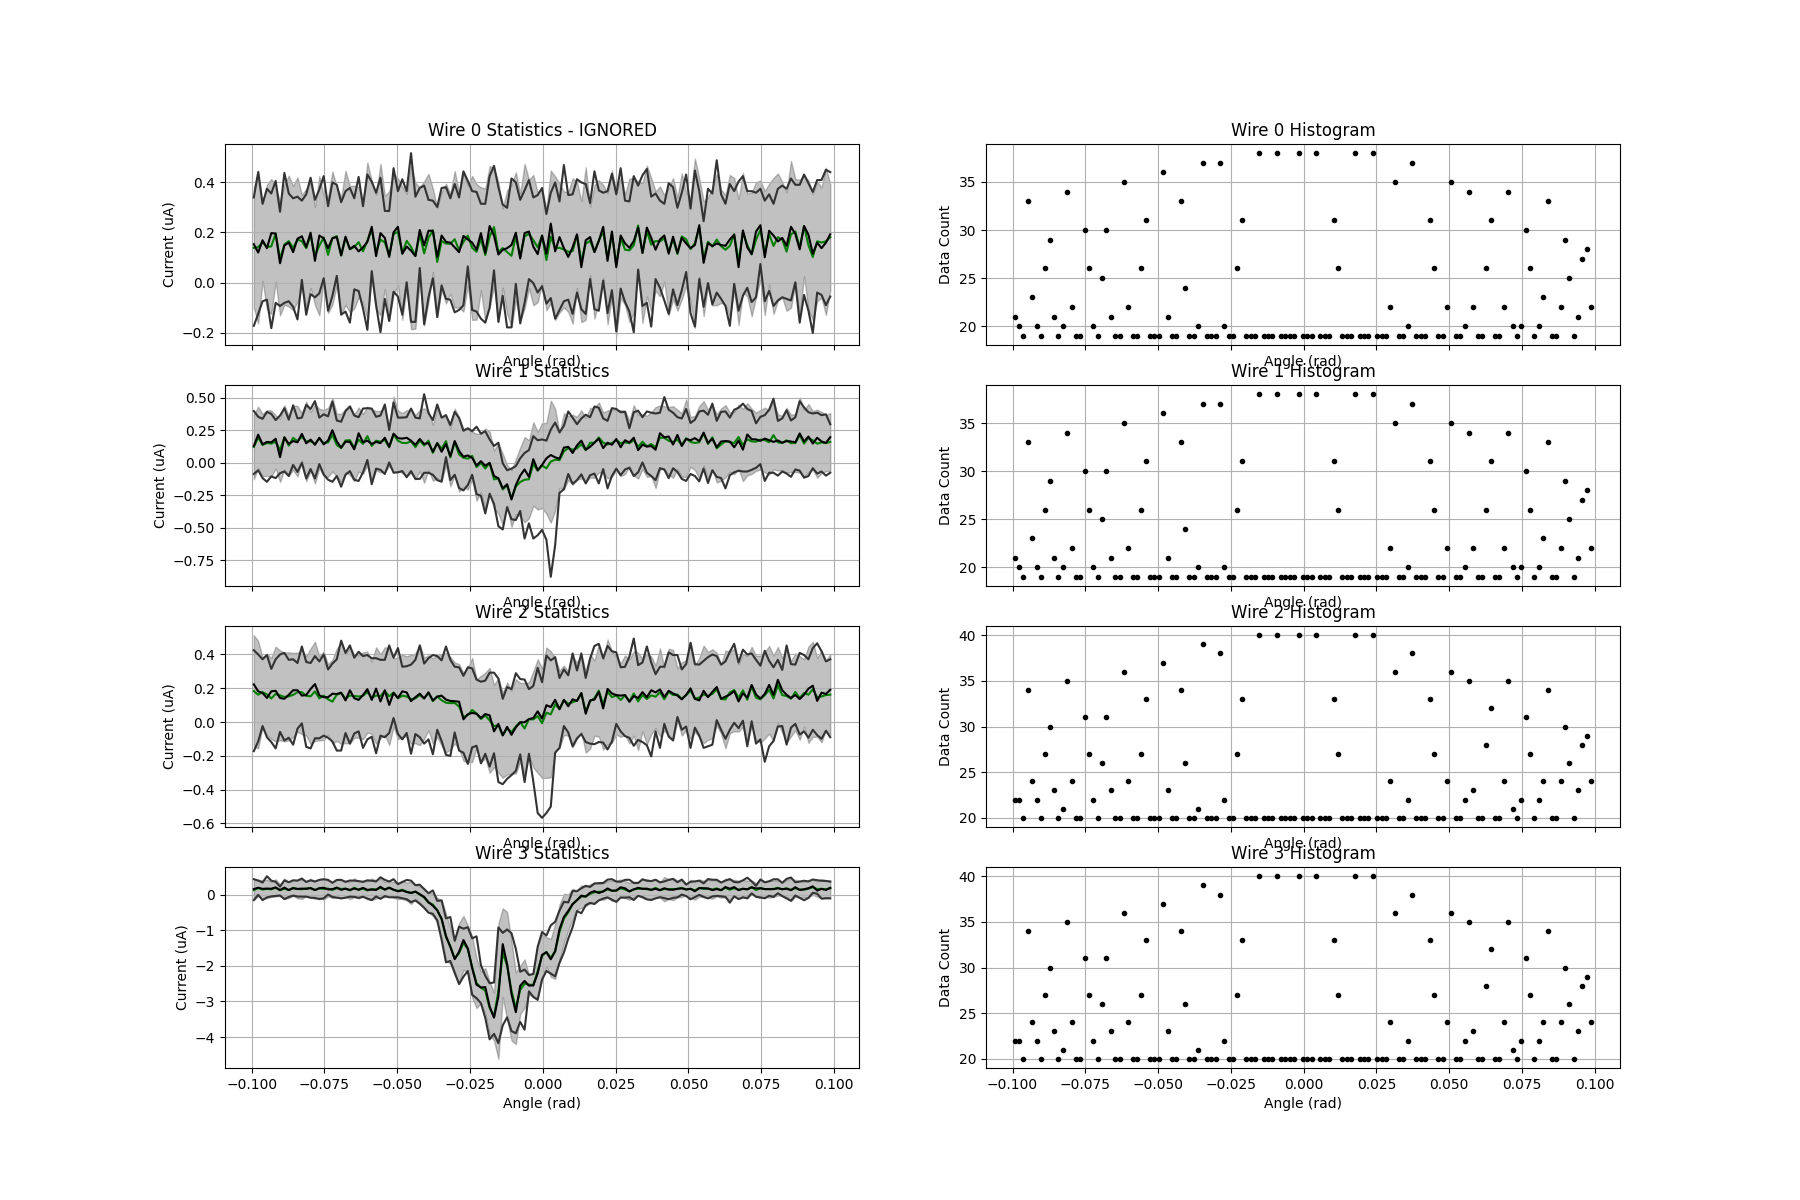 Wire 0 Statistics - IGNORED
Current (uA)
0.4
0.2
0.0
−0.2
Angle (rad)
Wire 0 Histogram
Data Count
35
30
25
20
Angle (rad)
Wire 1 Statistics
Current (uA)
0.50
0.25
0.00
−0.25
−0.50
−0.75
Angle (rad)
Wire 1 Histogram
Data Count
35
30
25
20
Angle (rad)
Wire 2 Statistics
Current (uA)
0.4
0.2
0.0
−0.2
−0.4
−0.6
Angle (rad)
Wire 2 Histogram
Data Count
40
35
30
25
20
Angle (rad)
Wire 3 Statistics
Current (uA)
0
−1
−2
−3
−4
−0.100 −0.075 −0.050 −0.025 0.000 0.025 0.050 0.075 0.100
Angle (rad)
Wire 3 Histogram
Data Count
40
35
30
25
20
−0.100 −0.075 −0.050 −0.025 0.000 0.025 0.050 0.075 0.100
Angle (rad)